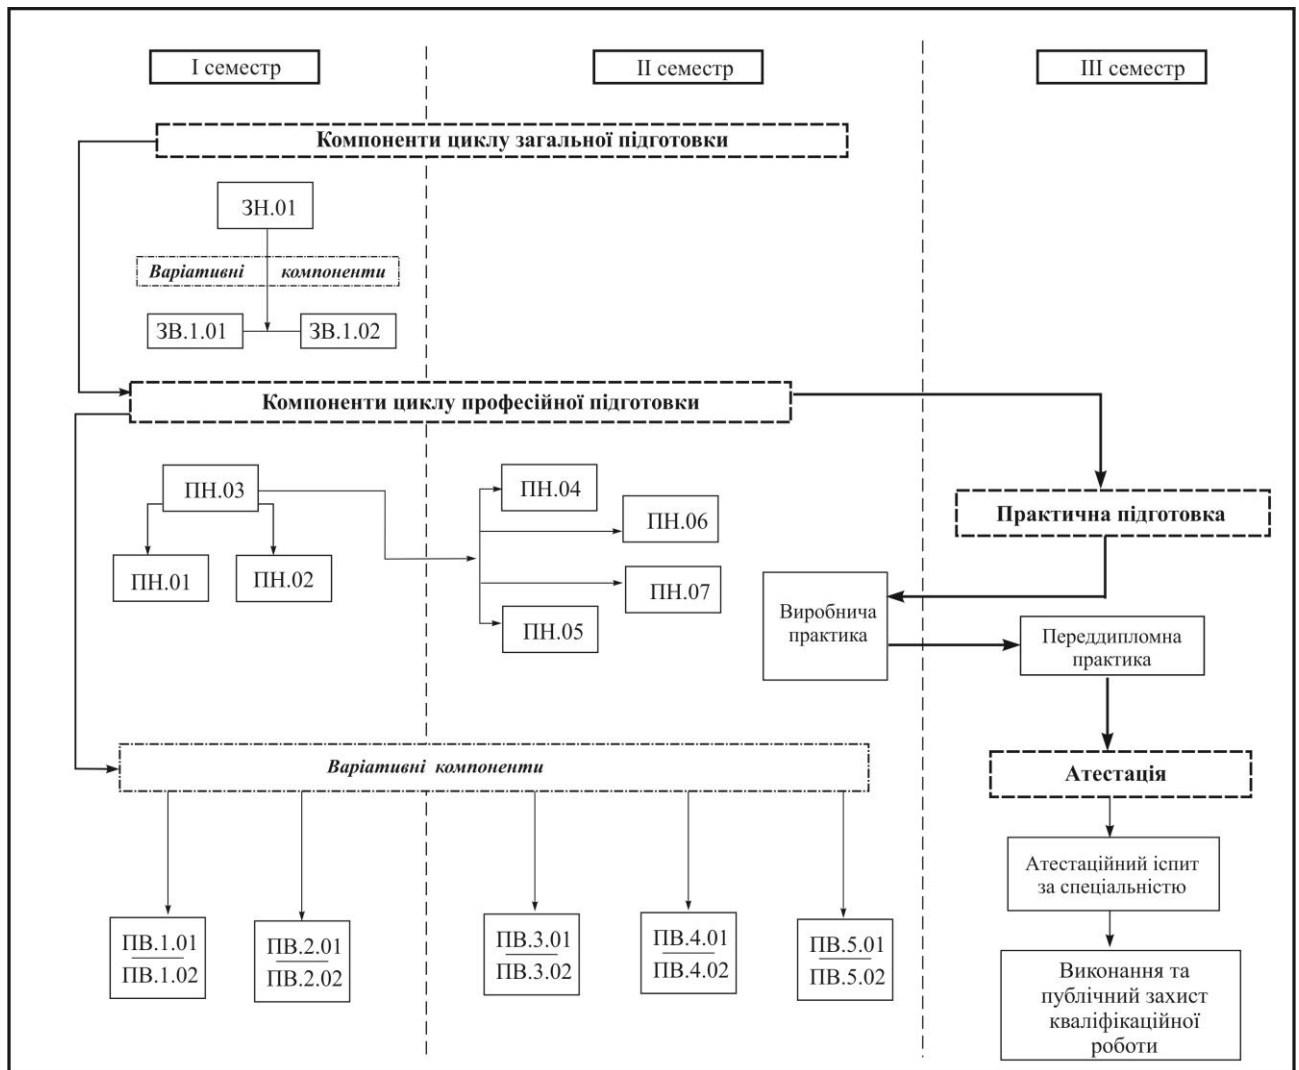 І семестр
ІІ семестр
ІІІ семестр
Компоненти циклу загальної підготовки
ЗН.01
Варіативні компоненти
ЗВ.1.01
ЗВ.1.02
Компоненти циклу професійної підготовки
ПН.03
ПН.01
ПН.02
ПН.04
ПН.06
ПН.07
ПН.05
Практична підготовка
Виробнича
практика
Переддипломна
практика
Варіативні компоненти
ПВ.1.01
ПВ.1.02
ПВ.2.01
ПВ.2.02
ПВ.3.01
ПВ.3.02
ПВ.4.01
ПВ.4.02
ПВ.5.01
ПВ.5.02
Атестація
Атестаційний іспит
за спеціальністю
Виконання та
публічний захист
кваліфікаційної
роботи